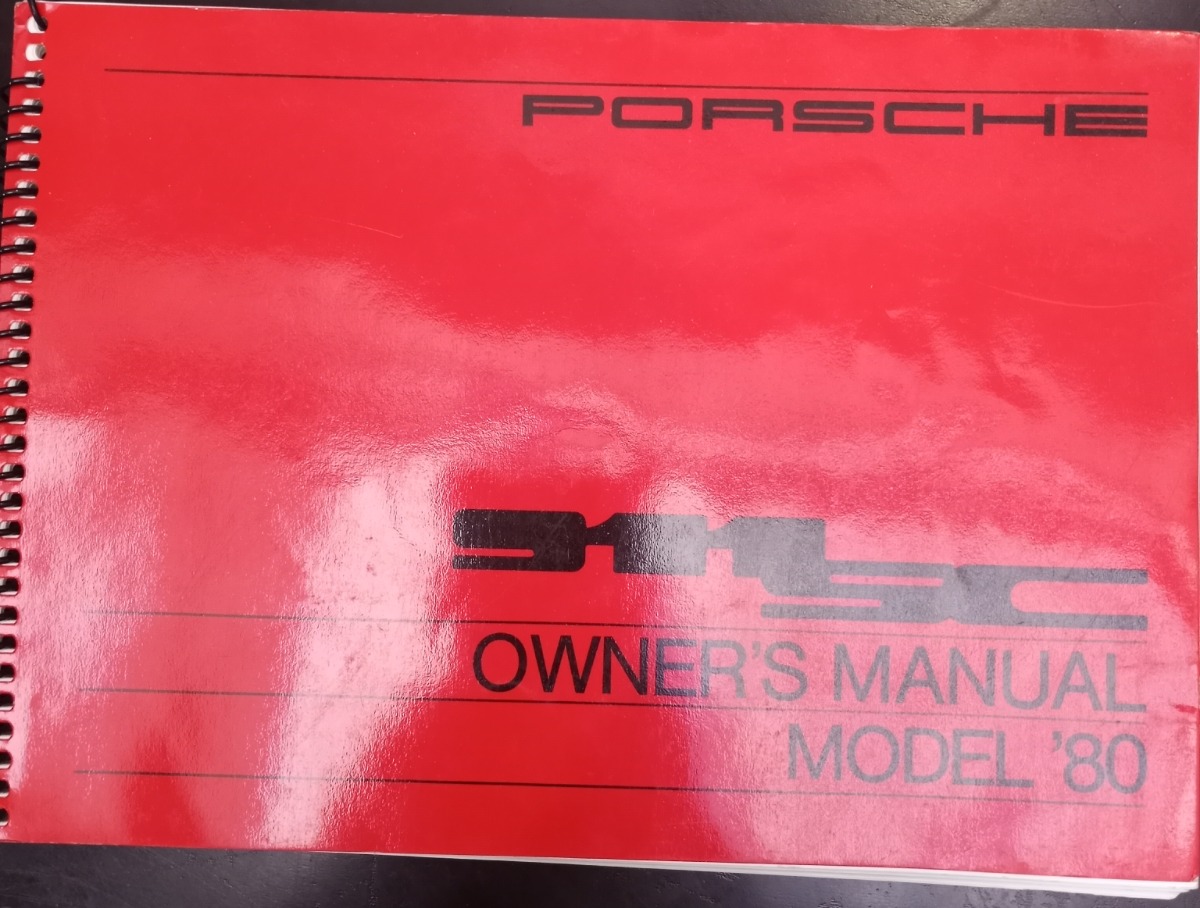 PORSCHE
911SC
OWNER'S MANUAL
MODEL '80